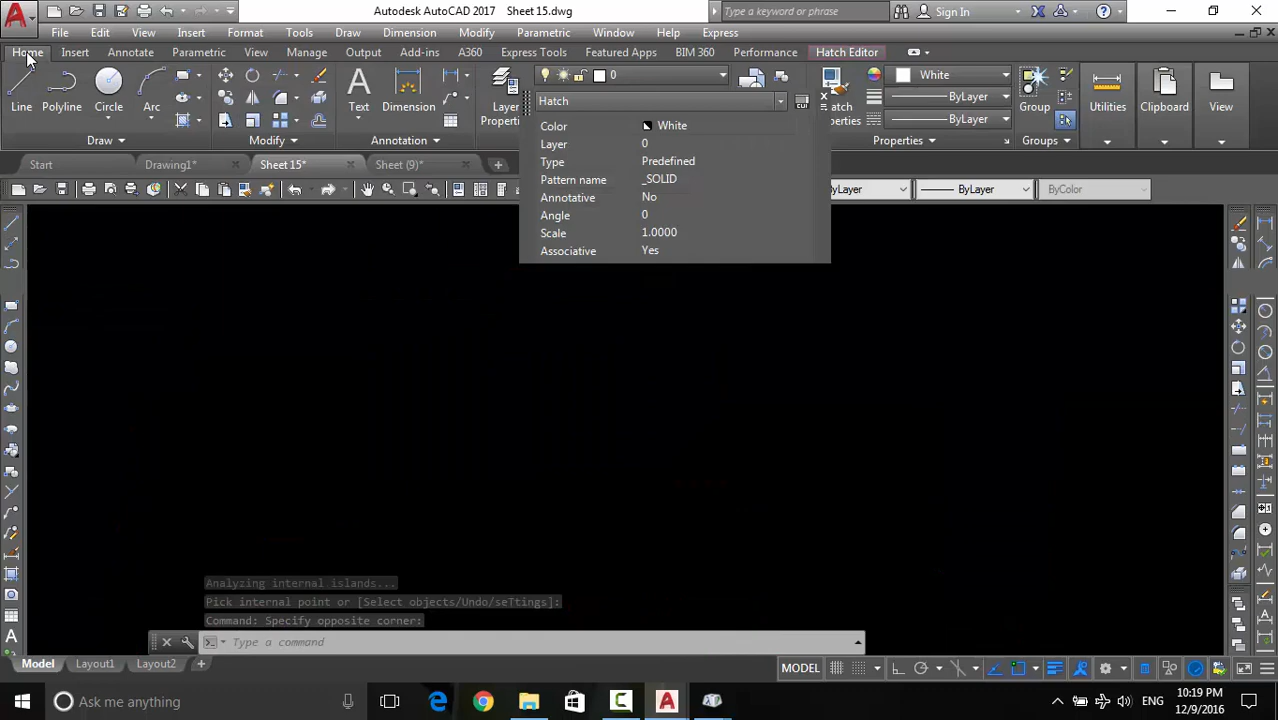 Autodesk AutoCAD 2017 Sheet 15.dwg
Type a keyword or phrase
Sign In
File Edit View Insert Format Tools Draw Dimension Modify Parametric Window Help Express
Home Insert Annotate Parametric View Manage Output Add-ins A360 Express Tools Featured Apps BIM 360 Performance Hatch Editor
0
White
Hatch
ByLayer
Line Polyline Circle Arc Text Dimension Layer Group Utilities Clipboard View
ByLayer
Draw Modify Annotation Properties Groups
Color White
Layer 0
Type Predefined
Pattern name _SOLID
Annotative No
Angle 0
Scale 1.0000
Associative Yes
Start Drawing1* Sheet 15* Sheet (9)*
ByLayer ByLayer ByColor
Analyzing internal islands...
Pick internal point or [Select objects/Undo/seTtings]:
Command: Specify opposite corner:
Type a command
Model Layout1 Layout2
MODEL
Ask me anything
ENG
10:19 PM
12/9/2016